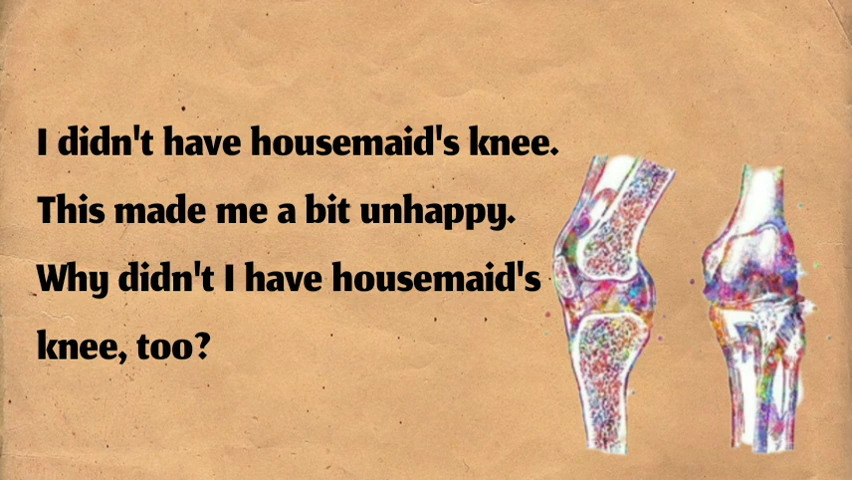 I didn't have housemaid's knee.
This made me a bit unhappy.
Why didn't I have housemaid's
knee, too?